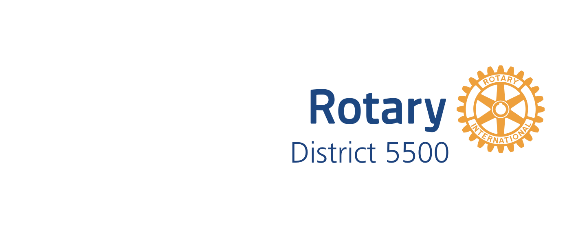 Rotary
District 5500
ROTARY
INTERNATIONAL